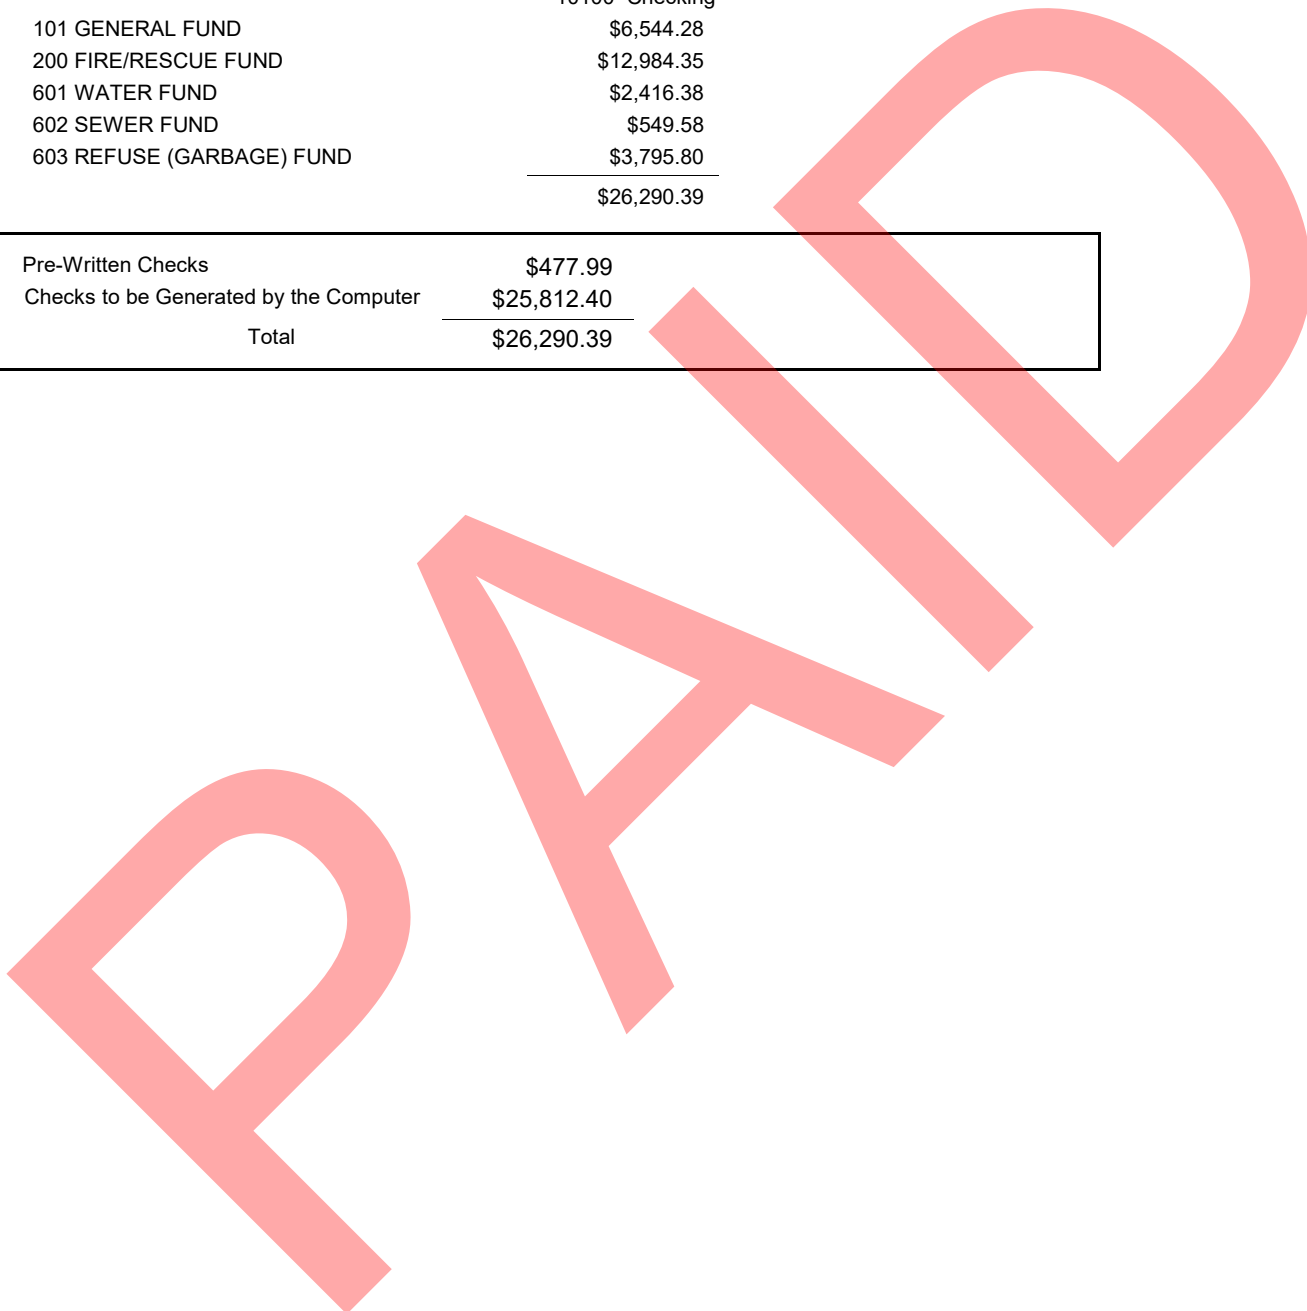 10100 Checking
101 GENERAL FUND $6,544.28
200 FIRE/RESCUE FUND $12,984.35
601 WATER FUND $2,416.38
602 SEWER FUND $549.58
603 REFUSE (GARBAGE) FUND $3,795.80
$26,290.39
Pre-Written Checks $477.99
Checks to be Generated by the Computer $25,812.40
Total $26,290.39
PAID